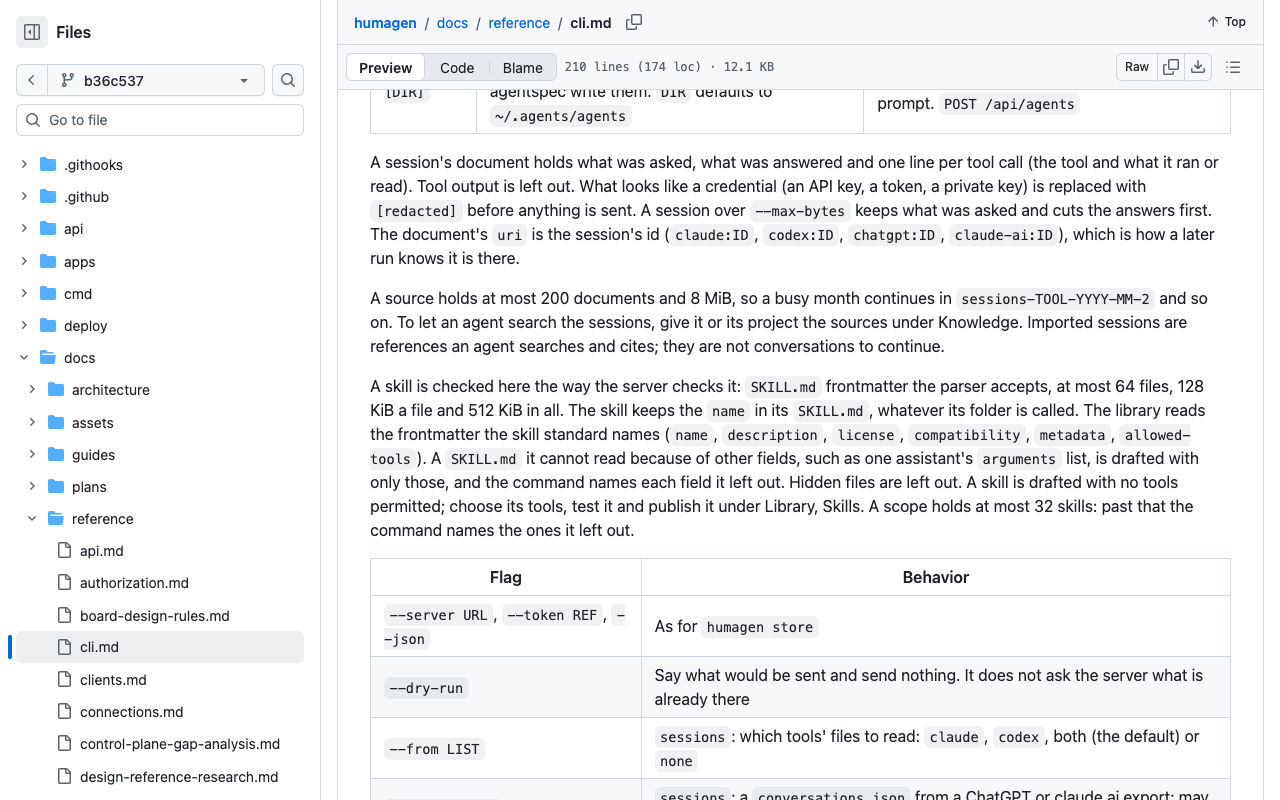 Files
b36c537
Go to file
.githooks
.github
api
apps
cmd
deploy
docs
architecture
assets
guides
plans
reference
api.md
authorization.md
board-design-rules.md
cli.md
clients.md
connections.md
control-plane-gap-analysis.md
design-reference-research.md
humagen / docs / reference / cli.md
Top
Preview Code Blame 210 lines (174 loc) · 12.1 KB
Raw
[DIR]
agentspec write them. DIR defaults to
~/.agents/agents
prompt. POST /api/agents
A session's document holds what was asked, what was answered and one line per tool call (the tool and what it ran or
read). Tool output is left out. What looks like a credential (an API key, a token, a private key) is replaced with
[redacted] before anything is sent. A session over --max-bytes keeps what was asked and cuts the answers first.
The document's uri is the session's id ( claude:ID , codex:ID , chatgpt:ID , claude-ai:ID ), which is how a later
run knows it is there.
A source holds at most 200 documents and 8 MiB, so a busy month continues in sessions-TOOL-YYYY-MM-2 and so
on. To let an agent search the sessions, give it or its project the sources under Knowledge. Imported sessions are
references an agent searches and cites; they are not conversations to continue.
A skill is checked here the way the server checks it: SKILL.md frontmatter the parser accepts, at most 64 files, 128
KiB a file and 512 KiB in all. The skill keeps the name in its SKILL.md , whatever its folder is called. The library reads
the frontmatter the skill standard names ( name , description , license , compatibility , metadata , allowed-
tools ). A SKILL.md it cannot read because of other fields, such as one assistant's arguments list, is drafted with
only those, and the command names each field it left out. Hidden files are left out. A skill is drafted with no tools
permitted; choose its tools, test it and publish it under Library, Skills. A scope holds at most 32 skills: past that the
command names the ones it left out.
Flag
Behavior
--server URL , --token REF , -
-json
As for humagen store
--dry-run
Say what would be sent and send nothing. It does not ask the server what is
already there
--from LIST
sessions : which tools' files to read: claude , codex , both (the default) or
none
sessions : a conversations.json from a ChatGPT or claude.ai export; may